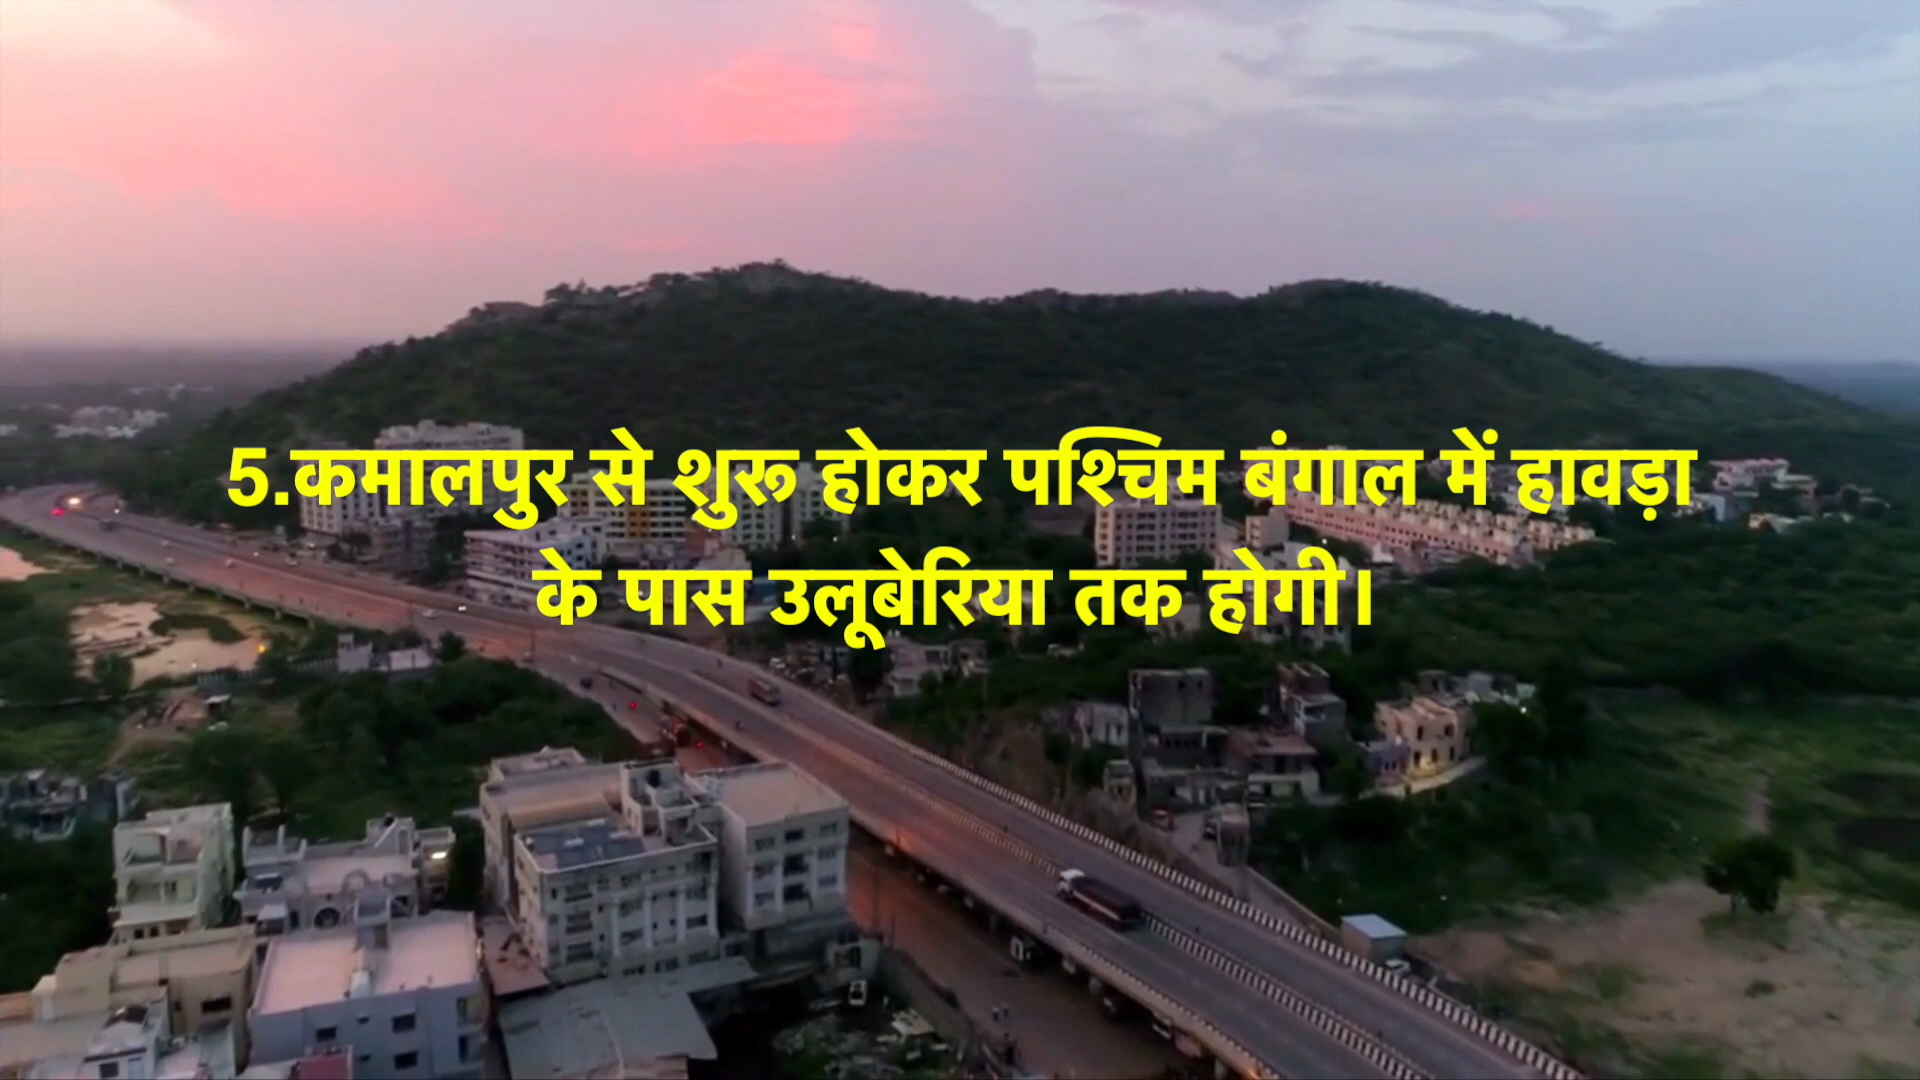 5.कमालपुर से शुरू होकर पश्चिम बंगाल में हावड़ा
के पास उलूबेरिया तक होगी।